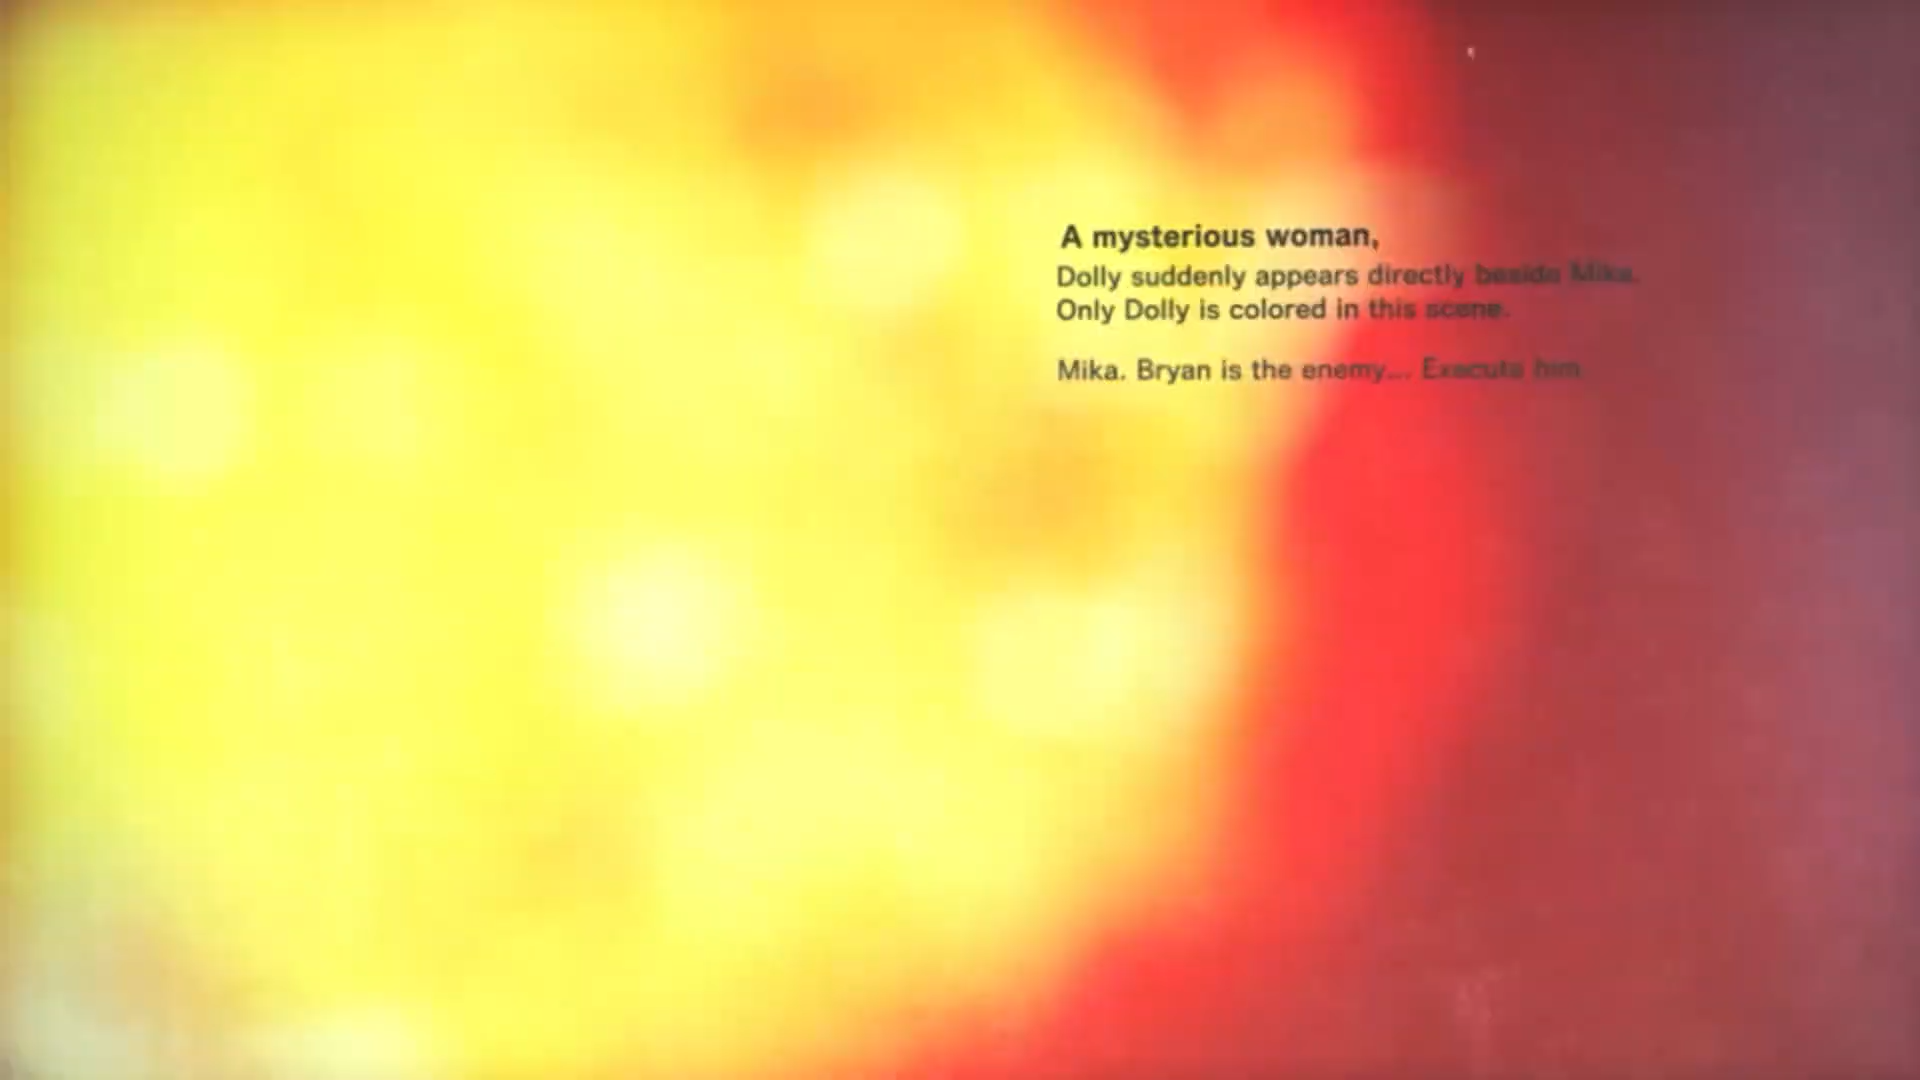 A mysterious woman,
Dolly suddenly appears directly beside Mika.
Only Dolly is colored in this scene.
Mika. Bryan is the enemy... Execute him